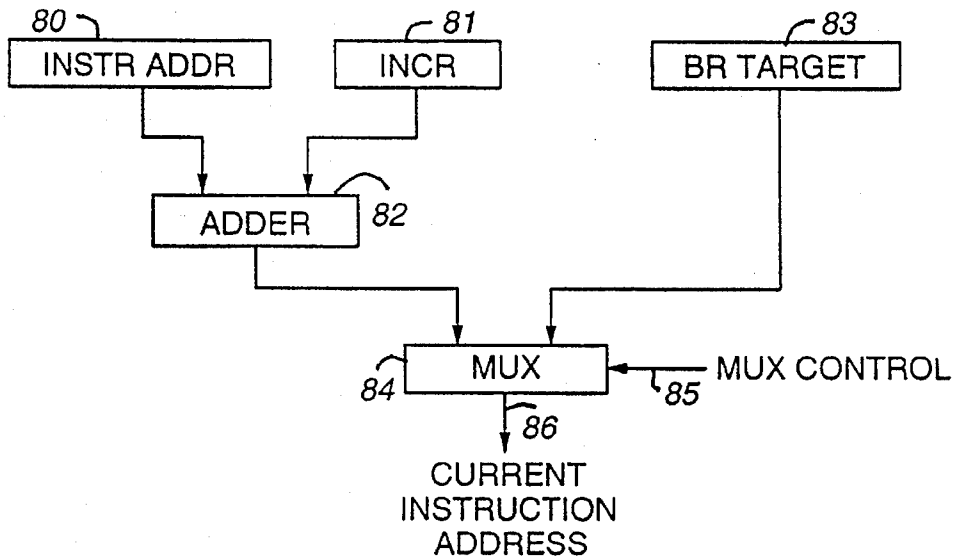 80
81
83
INSTR ADDR
INCR
BR TARGET
ADDER
82
MUX
MUX CONTROL
84
85
86
CURRENT
INSTRUCTION
ADDRESS